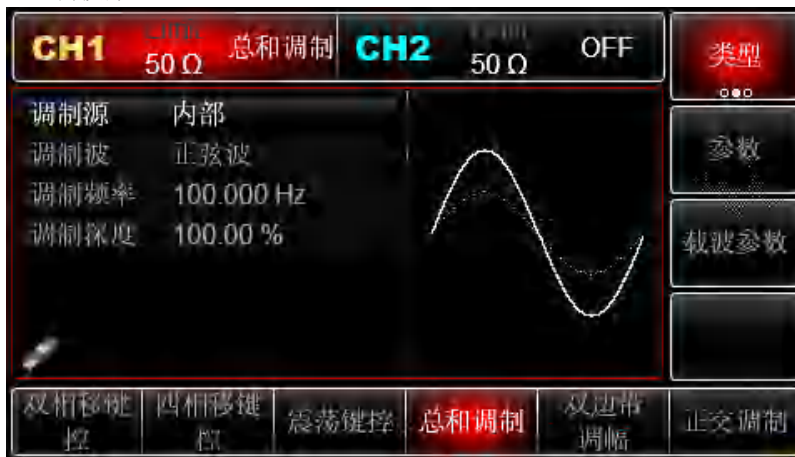 CH1
50 Ω
总和调制
CH2
50 Ω
OFF
类型
调制源 内部
调制波 正弦波
调制频率 100.000 Hz
调制深度 100.00 %
参数
载波参数
双相移键
控
四相移键
控
震荡键控
总和调制
双边带
调幅
正交调制